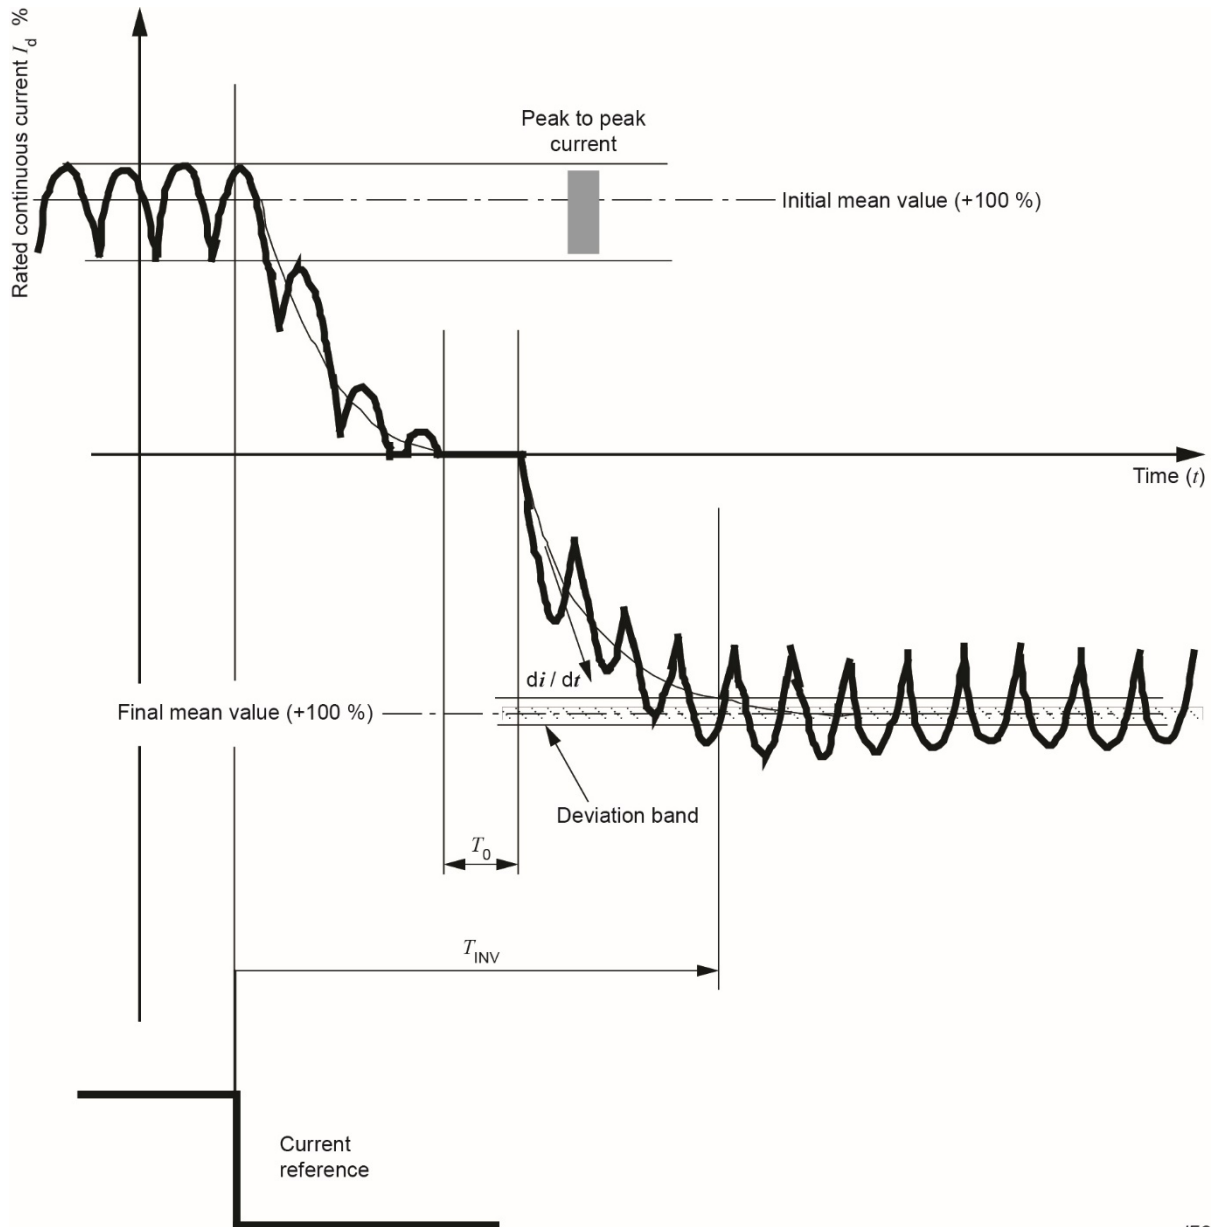 Rated continuous current Id %
Peak to peak
current
Initial mean value (+100 %)
Time (t)
di / dt
Final mean value (+100 %)
Deviation band
T0
TINV
Current
reference